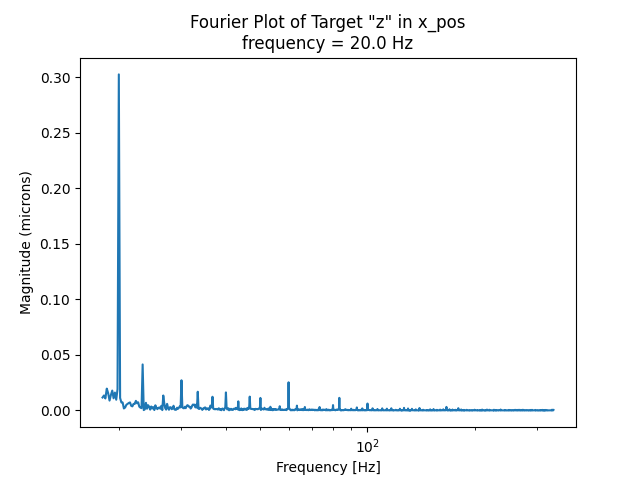 Fourier Plot of Target "z" in x_pos
frequency = 20.0 Hz
Magnitude (microns)
0.30
0.25
0.20
0.15
0.10
0.05
0.00
10²
Frequency [Hz]